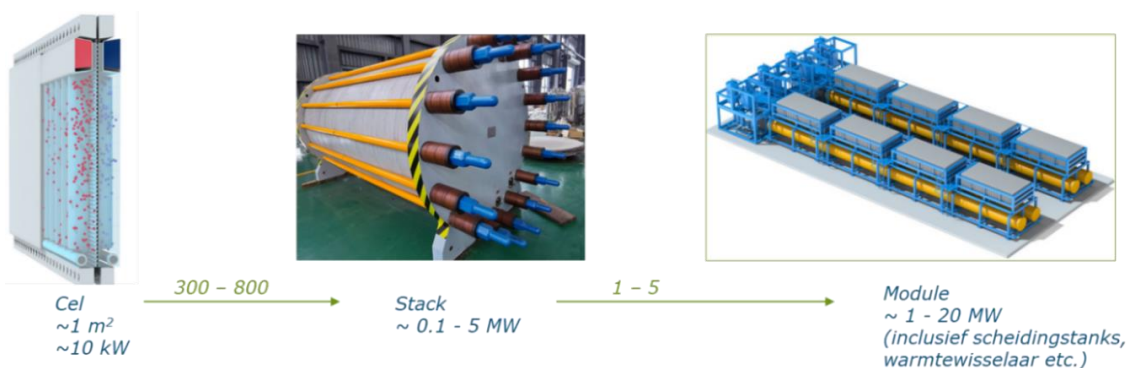 300 – 800
1 – 5
Cel
~1 m²
~10 kW
Stack
~ 0.1 - 5 MW
Module
~ 1 - 20 MW
(inclusief scheidingstanks,
warmtewisselaar etc.)